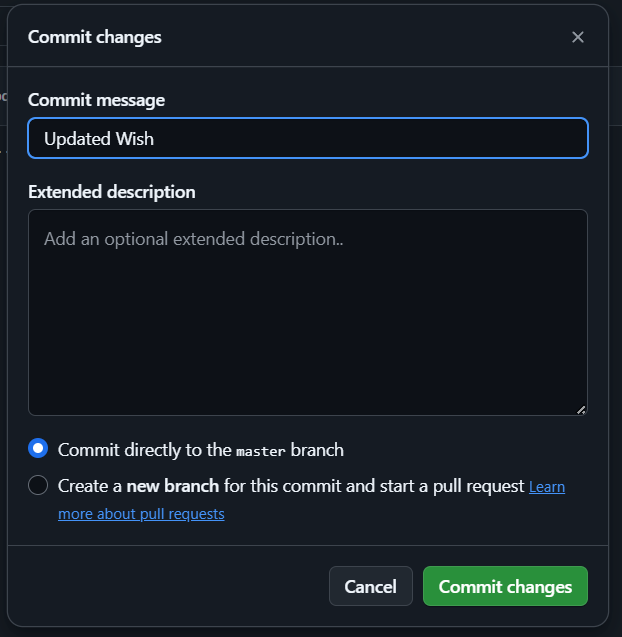 Commit changes
Commit message
Updated Wish
Extended description
Add an optional extended description..
Commit directly to the master branch
Create a new branch for this commit and start a pull request Learn
more about pull requests
Cancel
Commit changes